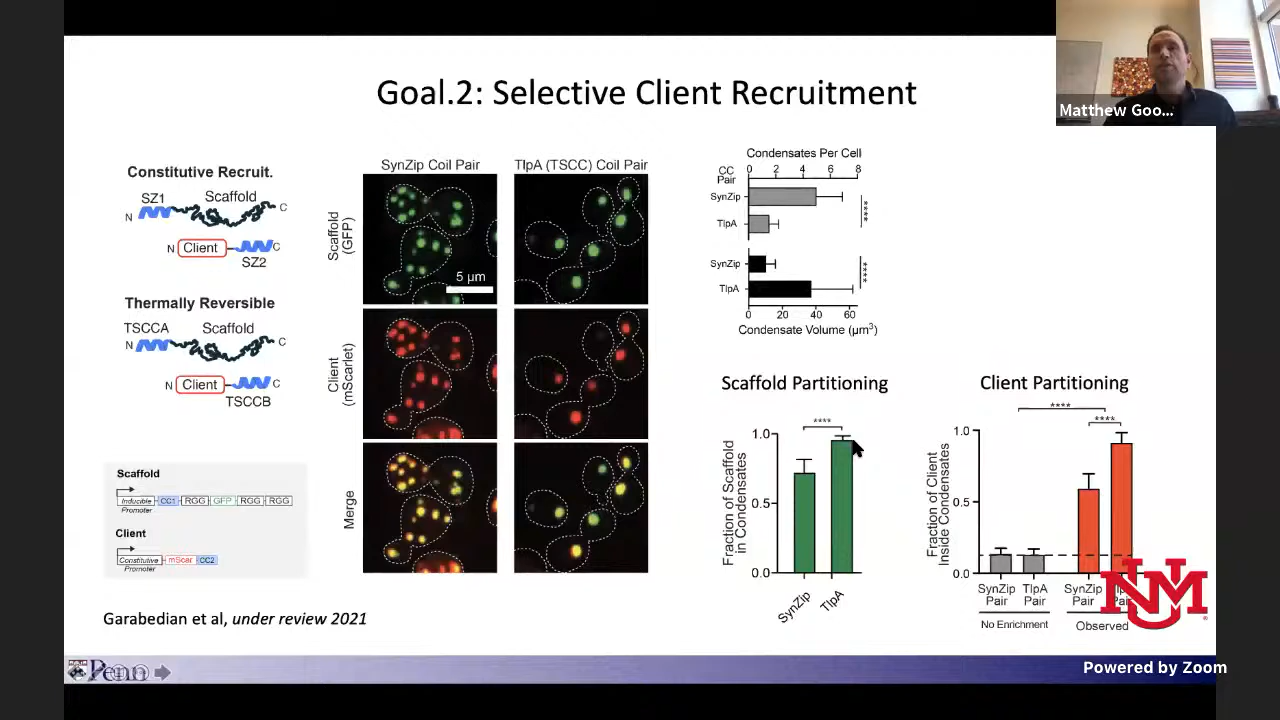 Goal.2: Selective Client Recruitment
Matthew Goo...
Constitutive Recruit.
SZ1
Scaffold
N
C
N
Client
C
SZ2
Thermally Reversible
TSCCA
Scaffold
N
C
N
Client
C
TSCCB
Scaffold
Inducible
Promoter
CC1
RGG
GFP
RGG
RGG
Client
Constitutive
Promoter
mScar
CC2
Garabedian et al, under review 2021
SynZip Coil Pair
TlpA (TSCC) Coil Pair
Scaffold
(GFP)
5 μm
Client
(mScarlet)
Merge
Condensates Per Cell
CC
Pair
0 2 4 6 8
SynZip
TlpA
****
SynZip
TlpA
****
0 20 40 60
Condensate Volume (μm³)
Scaffold Partitioning
Fraction of Scaffold
in Condensates
1.0
0.5
0.0
****
SynZip
TlpA
Client Partitioning
Fraction of Client
Inside Condensates
1.0
0.5
0.0
****
****
SynZip
Pair
TlpA
Pair
SynZip
Pair
No Enrichment
Observed
NM
Penn
Powered by Zoom